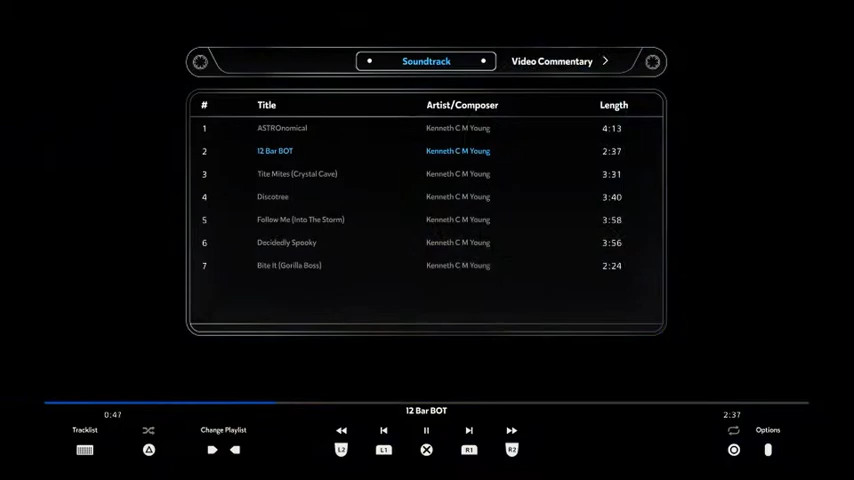 Soundtrack
Video Commentary
# Title Artist/Composer Length
1 ASTROnomical Kenneth C M Young 4:13
2 12 Bar BOT Kenneth C M Young 2:37
3 Tite Mites (Crystal Cave) Kenneth C M Young 3:31
4 Discotree Kenneth C M Young 3:40
5 Follow Me (Into The Storm) Kenneth C M Young 3:58
6 Decidedly Spooky Kenneth C M Young 3:56
7 Bite It (Gorilla Boss) Kenneth C M Young 2:24
0:47 12 Bar BOT 2:37
Tracklist Change Playlist Options
L2 L1 R1 R2